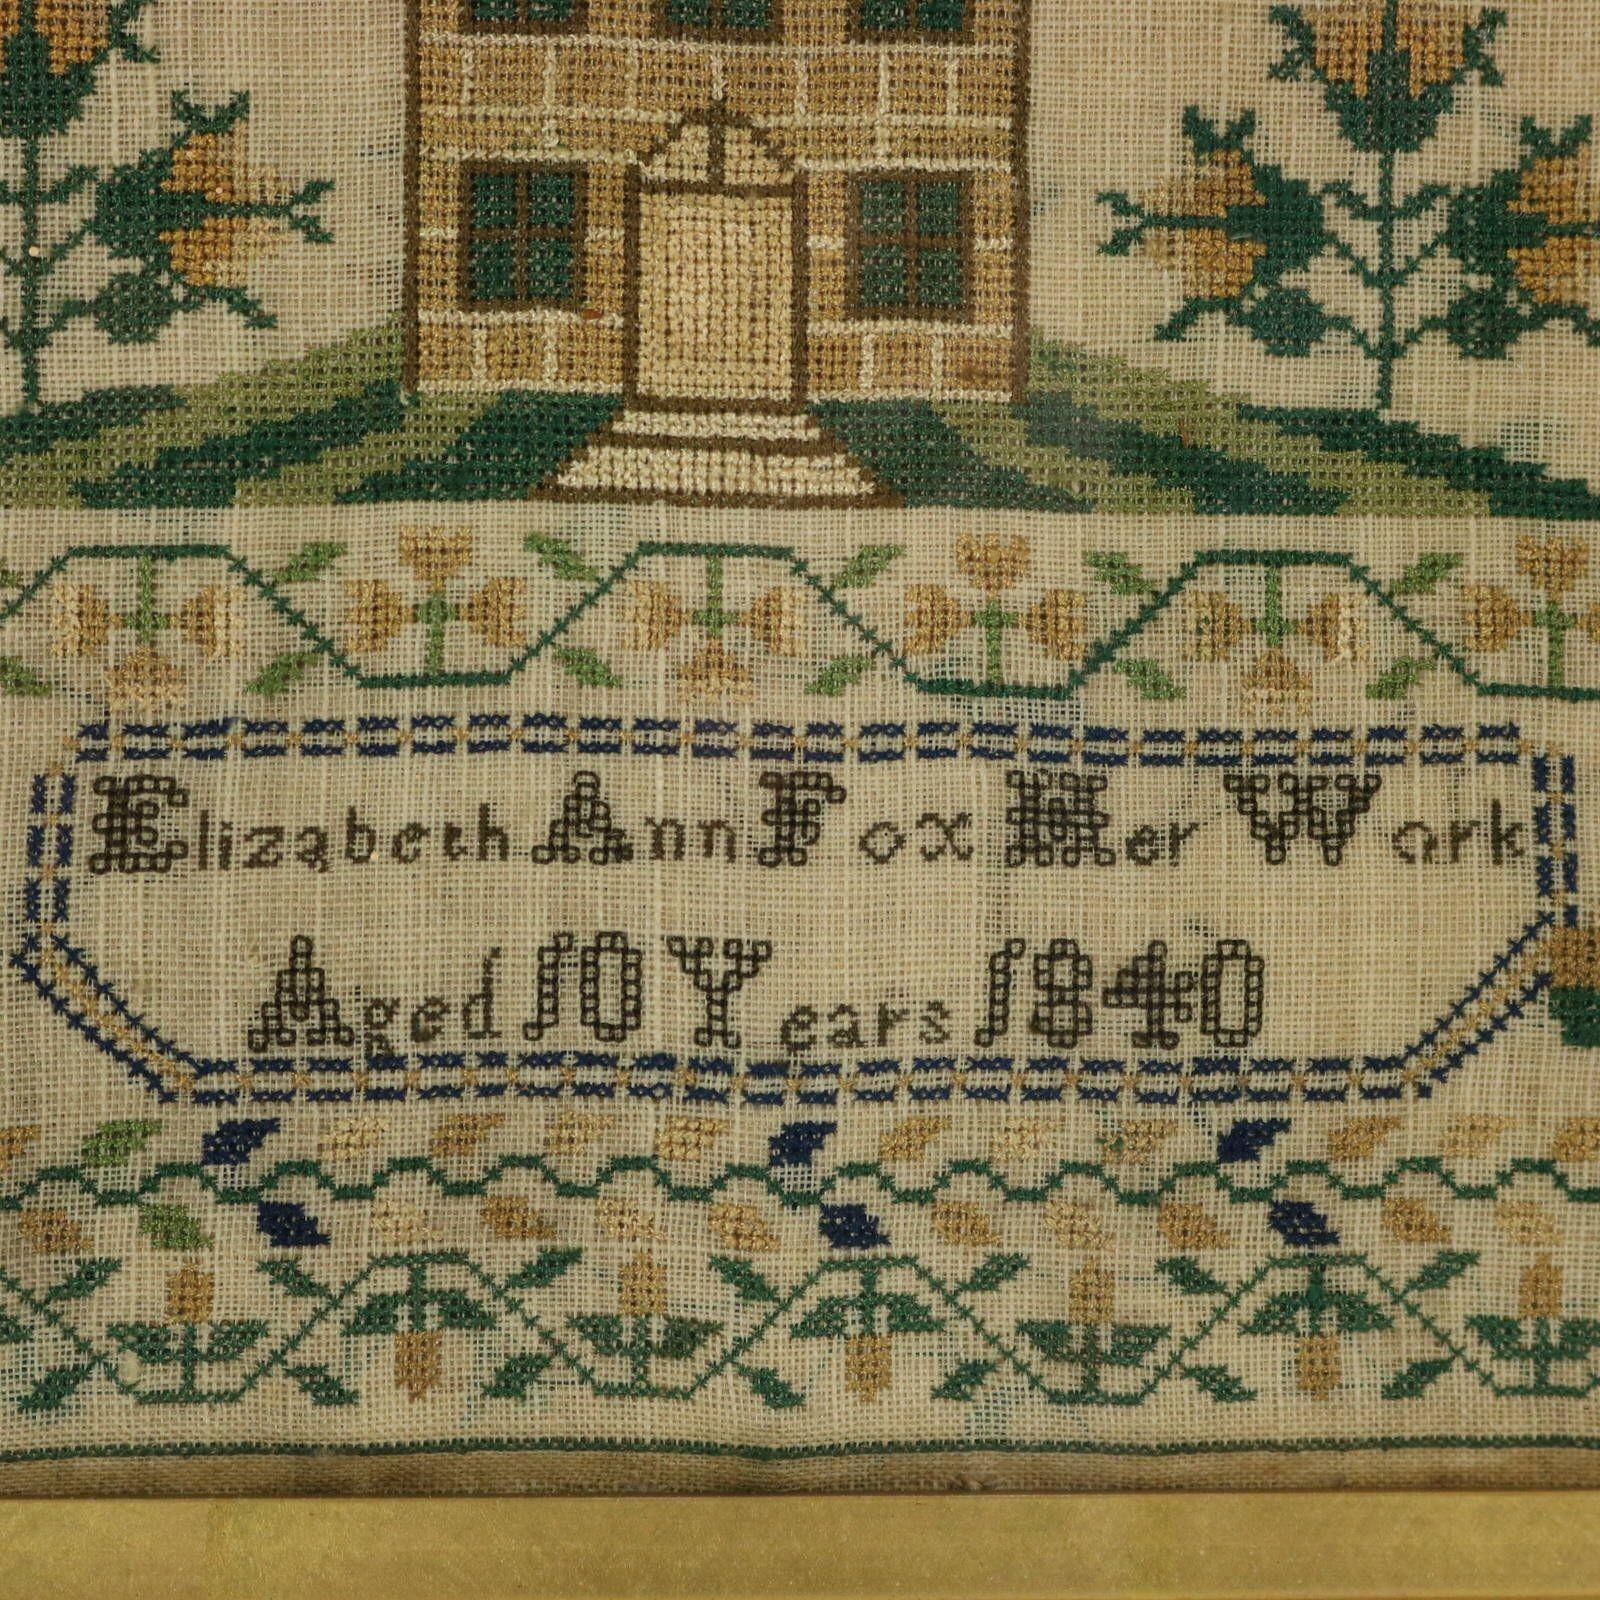 Elizabeth Ann Fox Her Work
Aged 10 Years 1840